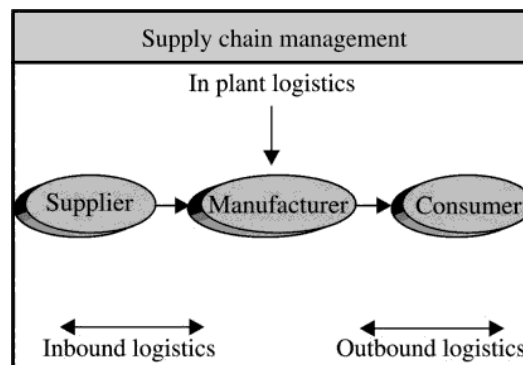 Supply chain management
In plant logistics
Supplier
Manufacturer
Consumer
Inbound logistics
Outbound logistics